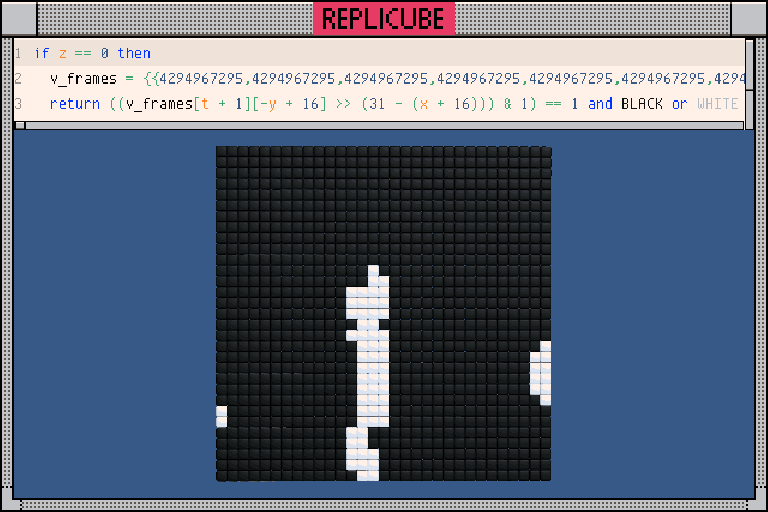 REPLICUBE
1 if z == 0 then
2 v_frames = {{4294967295,4294967295,4294967295,4294967295,4294967295,4294967295,4294
3 return ((v_frames[t + 1][-y + 16] >> (31 - (x + 16))) & 1) == 1 and BLACK or WHITE